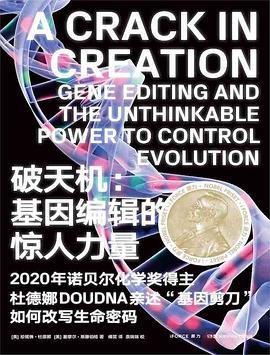 A CRACK IN
CREATION
GENE EDITING AND
THE UNTHINKABLE
POWER TO CONTROL
EVOLUTION
破天机：
基因编辑的
惊人力量
2020年诺贝尔化学奖得主
杜德娜DOUDNA亲述“基因剪刀”
如何改写生命密码